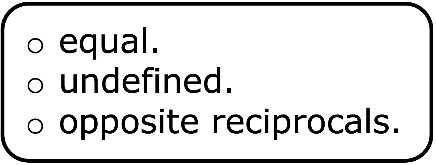 ○ equal.
○ undefined.
○ opposite reciprocals.